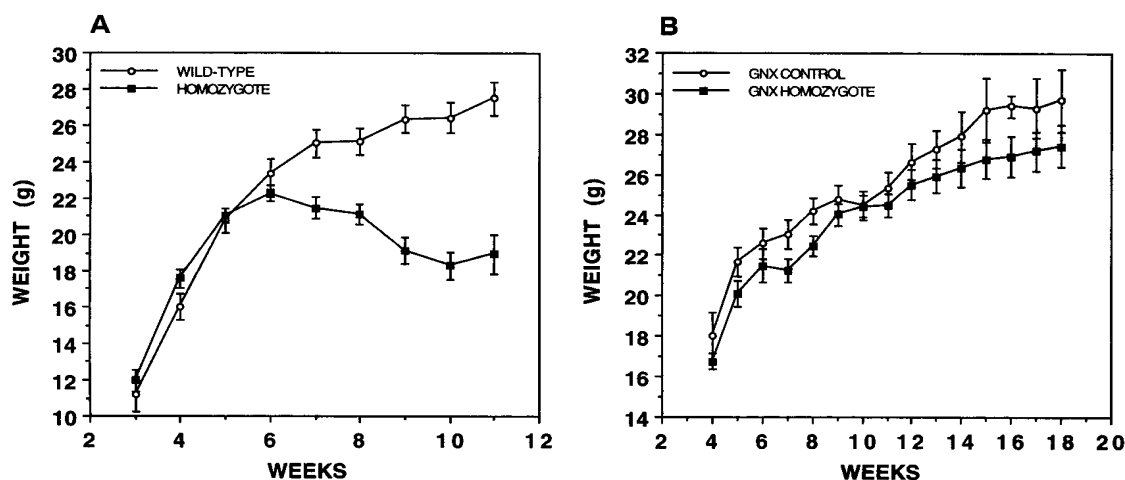 A
30
28
26
24
22
20
18
16
14
12
10
WEIGHT (g)
WILD-TYPE
HOMOZYGOTE
2 4 6 8 10 12
WEEKS
B
32
30
28
26
24
22
20
18
16
14
WEIGHT (g)
GNX CONTROL
GNX HOMOZYGOTE
2 4 6 8 10 12 14 16 18 20
WEEKS